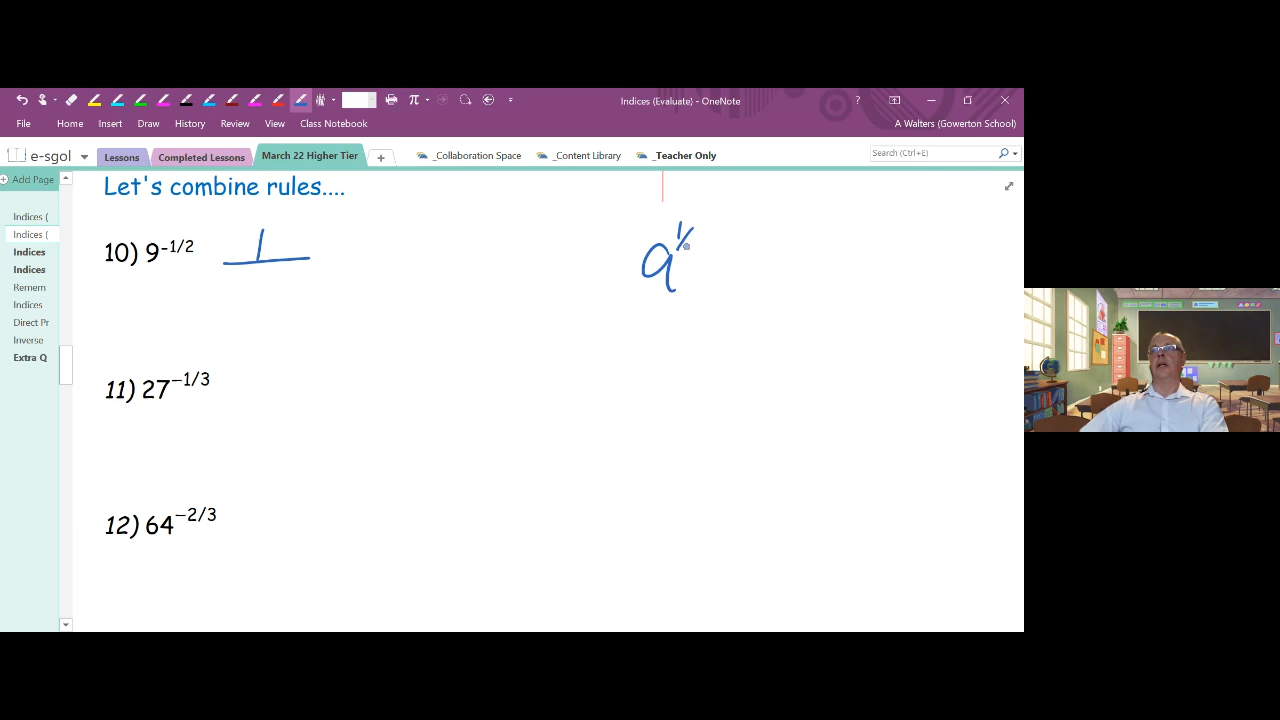 Indices (Evaluate) - OneNote
File Home Insert Draw History Review View Class Notebook
A Walters (Gowerton School)
e-sgol Lessons Completed Lessons March 22 Higher Tier + _Collaboration Space _Content Library _Teacher Only
Search (Ctrl+E)
Add Page
Indices (
Indices (
Indices
Indices
Remem
Indices
Direct Pr
Inverse
Extra Q
Let's combine rules....
10) 9^-1/2 1
9^1/
11) 27^-1/3
12) 64^-2/3